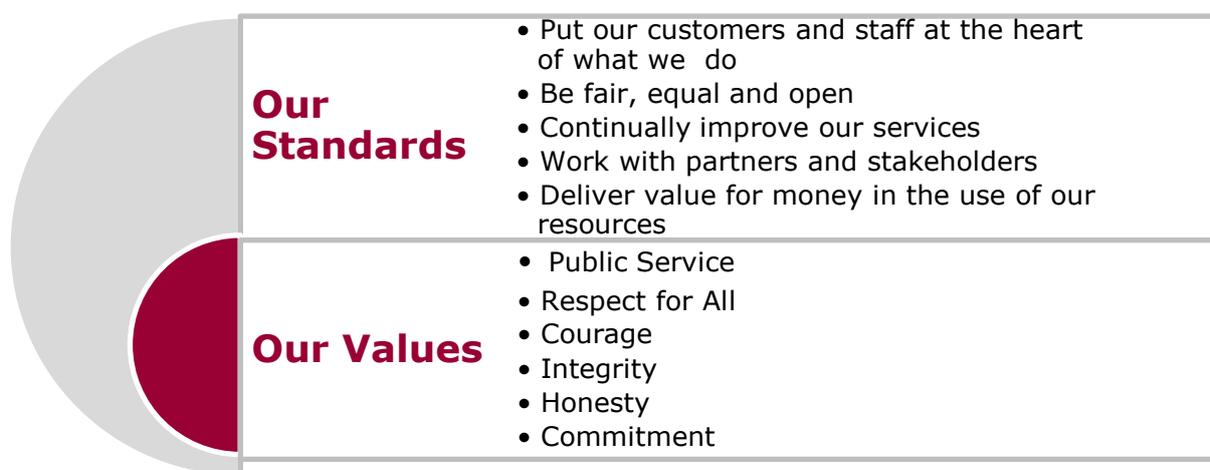 Our
Standards
• Put our customers and staff at the heart
of what we  do
• Be fair, equal and open
• Continually improve our services
• Work with partners and stakeholders
• Deliver value for money in the use of our
resources
Our Values
• Public Service
• Respect for All
• Courage
• Integrity
• Honesty
• Commitment